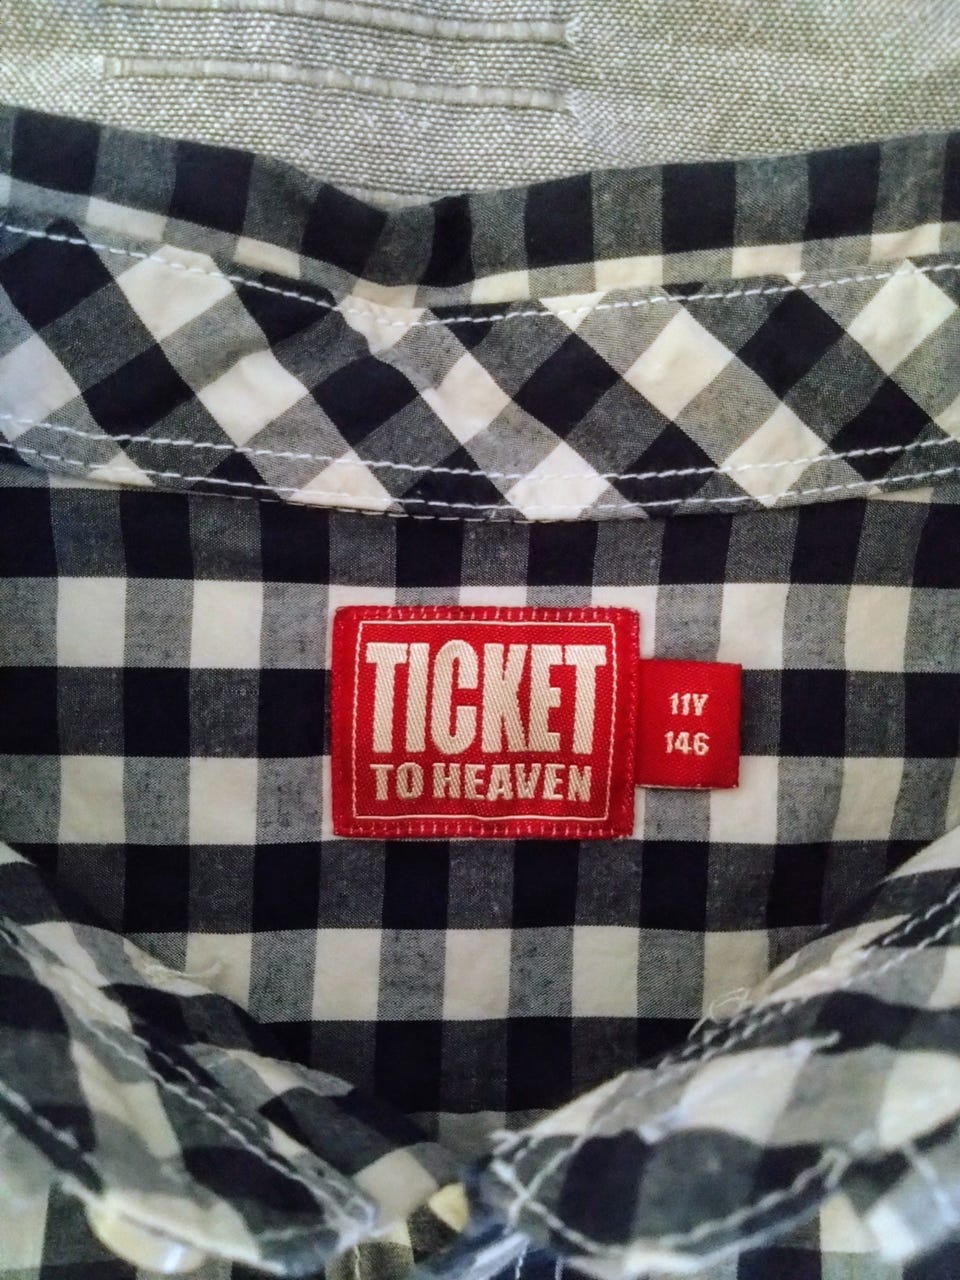 TICKET
TO HEAVEN
11Y
146